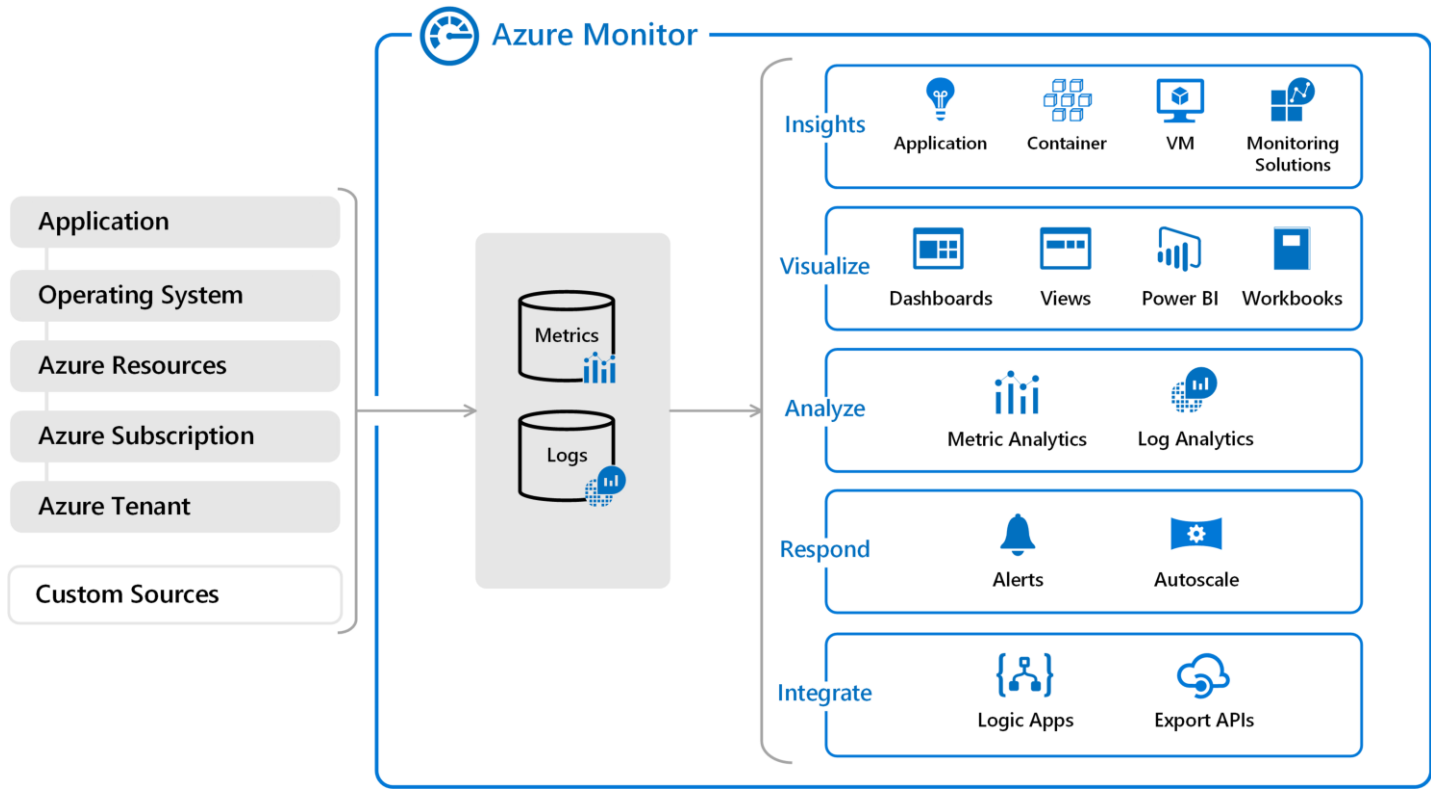 Azure Monitor
Application
Operating System
Azure Resources
Azure Subscription
Azure Tenant
Custom Sources
Metrics
Logs
Insights
Application
Container
VM
Monitoring
Solutions
Visualize
Dashboards
Views
Power BI
Workbooks
Analyze
Metric Analytics
Log Analytics
Respond
Alerts
Autoscale
Integrate
Logic Apps
Export APIs